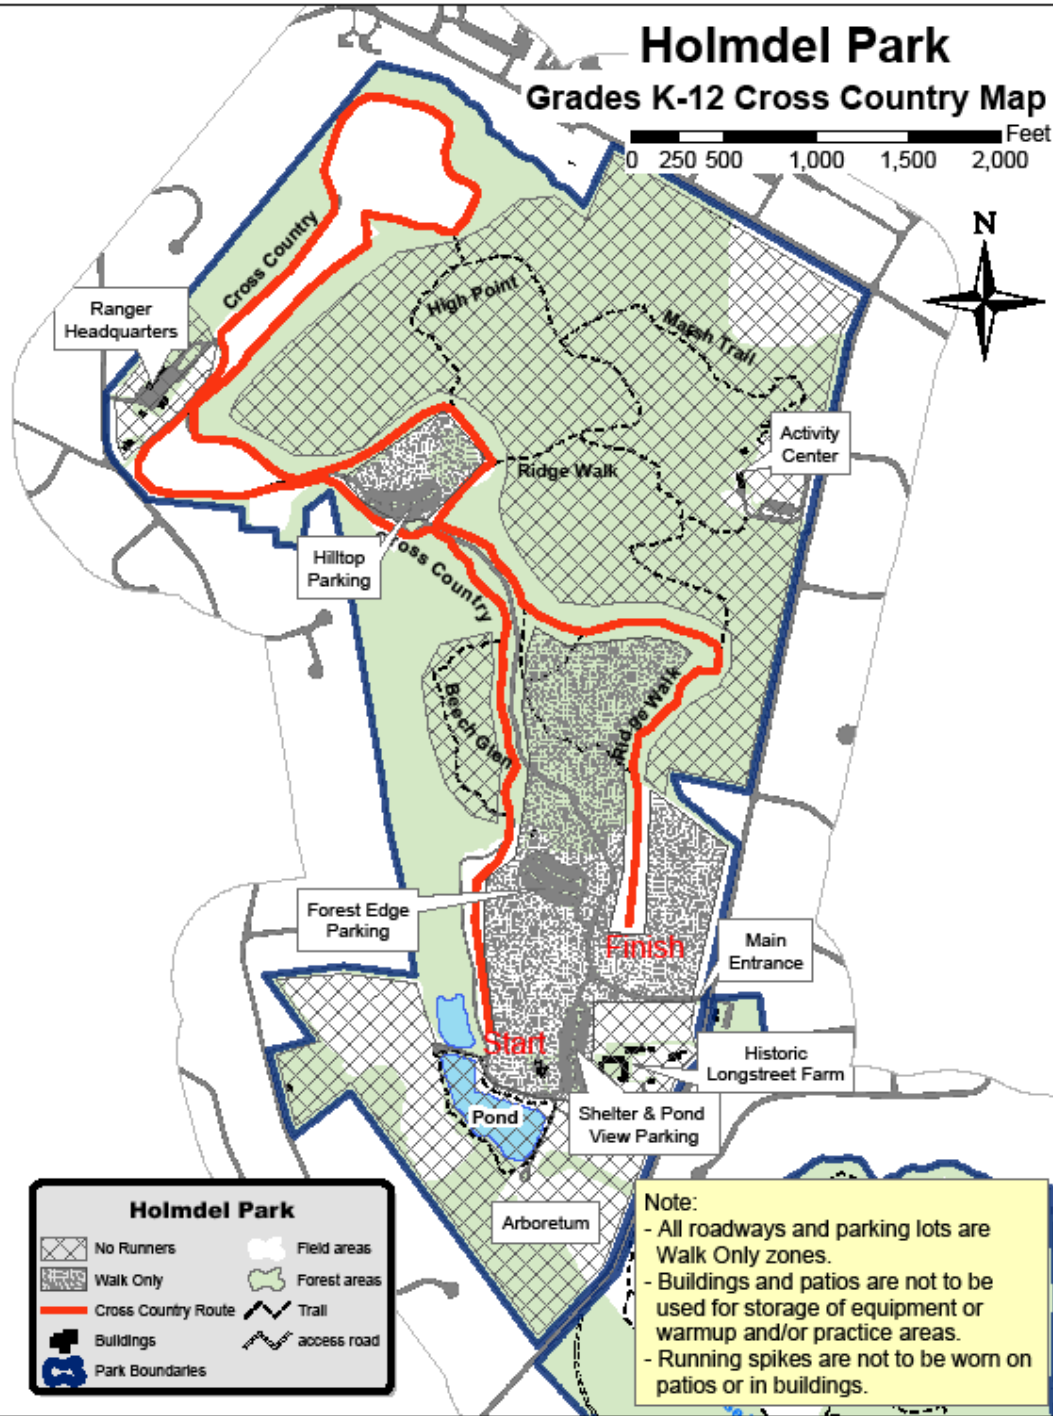 Holmdel Park
Grades K-12 Cross Country Map
Feet
0 250 500 1,000 1,500 2,000
N
Cross Country
Ranger
Headquarters
High Point
Marsh Trail
Activity
Center
Ridge Walk
Hilltop
Parking
Cross Country
Beech Glen
Ridge Walk
Forest Edge
Parking
Finish
Main
Entrance
Start
Historic
Longstreet Farm
Pond
Shelter & Pond
View Parking
Arboretum
Holmdel Park
No Runners
Field areas
Walk Only
Forest areas
Cross Country Route
Trail
Buildings
access road
Park Boundaries
Note:
- All roadways and parking lots are
Walk Only zones.
- Buildings and patios are not to be
used for storage of equipment or
warmup and/or practice areas.
- Running spikes are not to be worn on
patios or in buildings.